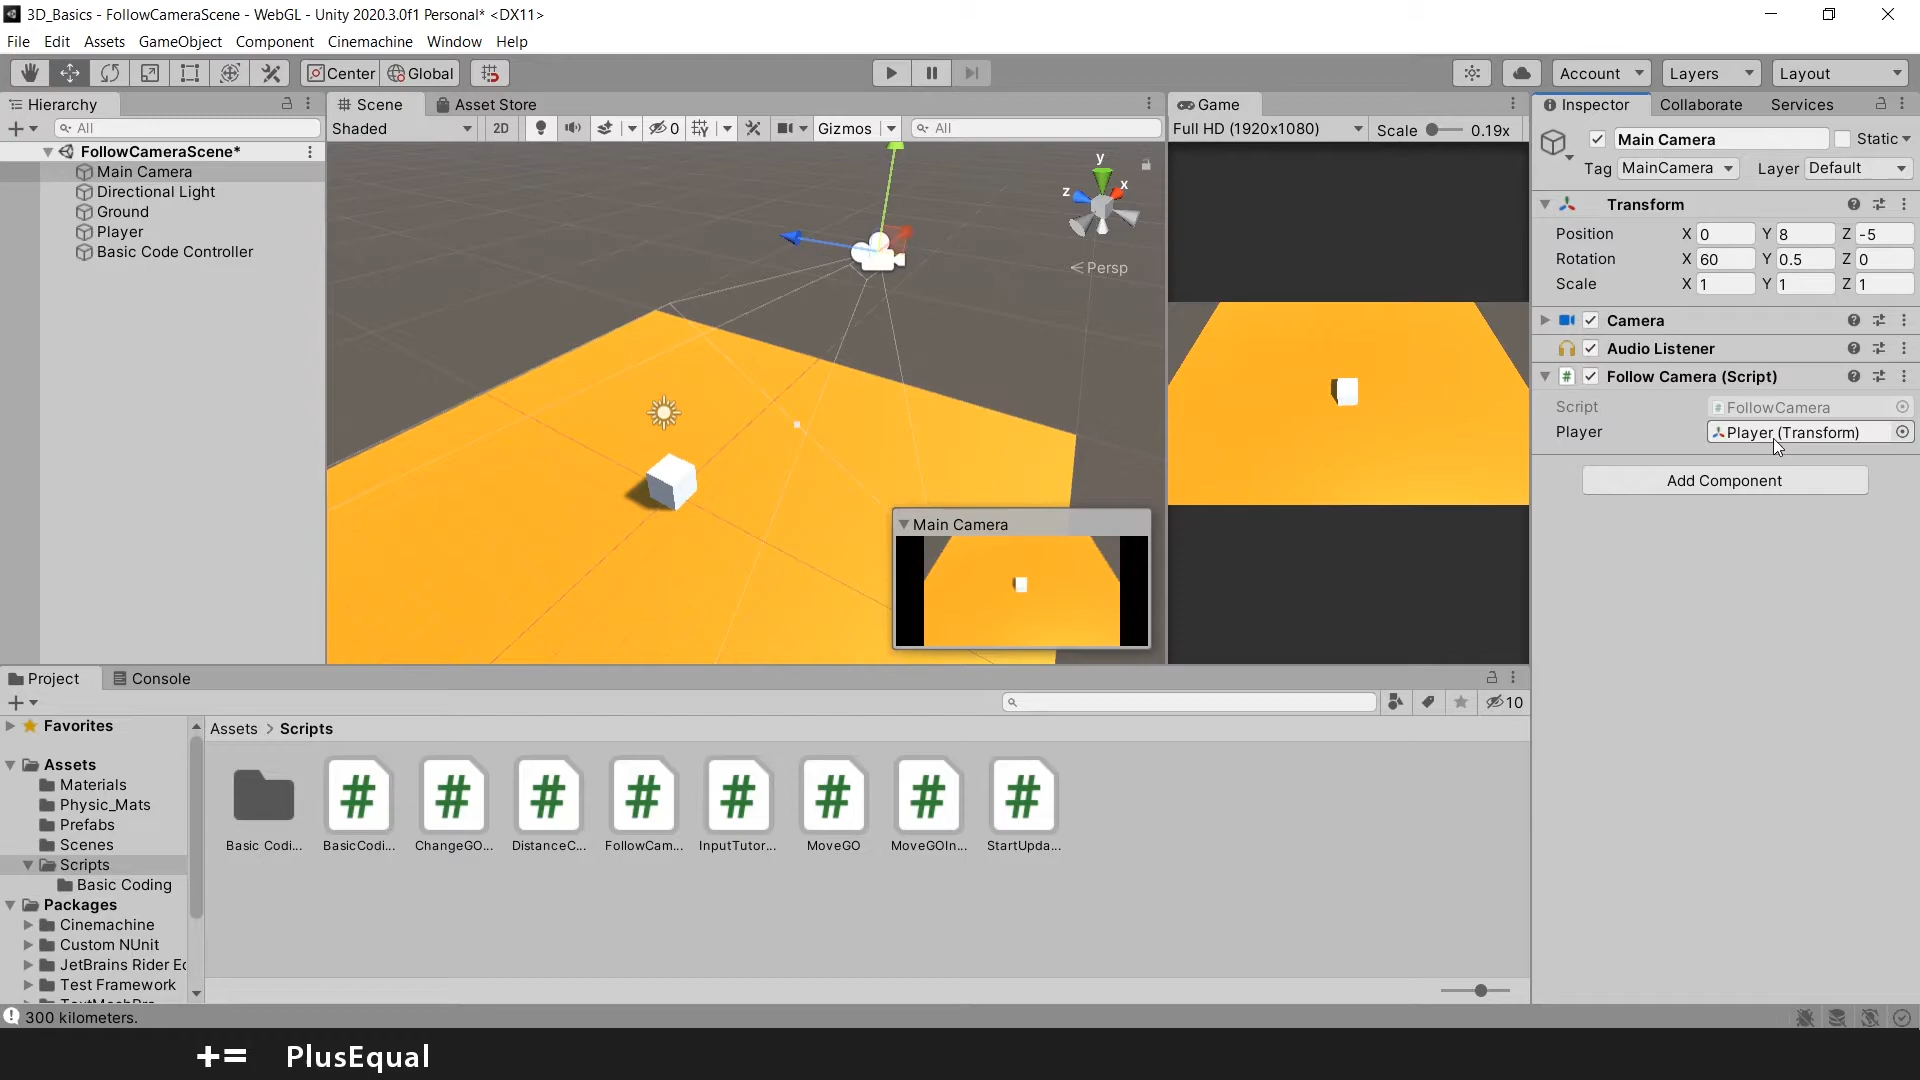 3D_Basics - FollowCameraScene - WebGL - Unity 2020.3.0f1 Personal* <DX11>
File Edit Assets GameObject Component Cinemachine Window Help
Center Global Account Layers Layout
Hierarchy
All
FollowCameraScene*
Main Camera
Directional Light
Ground
Player
Basic Code Controller
Scene Asset Store
Shaded 2D 0 Gizmos All
y
x
z
Persp
Main Camera
Game
Full HD (1920x1080) Scale 0.19x
Inspector Collaborate Services
Main Camera Static
Tag MainCamera Layer Default
Transform
Position X 0 Y 8 Z -5
Rotation X 60 Y 0.5 Z 0
Scale X 1 Y 1 Z 1
Camera
Audio Listener
# Follow Camera (Script)
Script # FollowCamera
Player Player (Transform)
Add Component
Project Console
10
Favorites
Assets
Materials
Physic_Mats
Prefabs
Scenes
Scripts
Basic Coding
Packages
Cinemachine
Custom NUnit
JetBrains Rider Ed
Test Framework
Assets > Scripts
# # # # # # # #
Basic Codi... BasicCodi... ChangeGO... DistanceC... FollowCam... InputTutor... MoveGO MoveGOIn... StartUpda...
300 kilometers.
+= PlusEqual